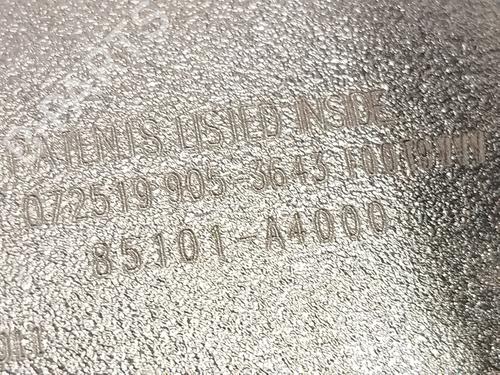 PATENTS LISTED INSIDE
072519 905-3643
85101-A4000